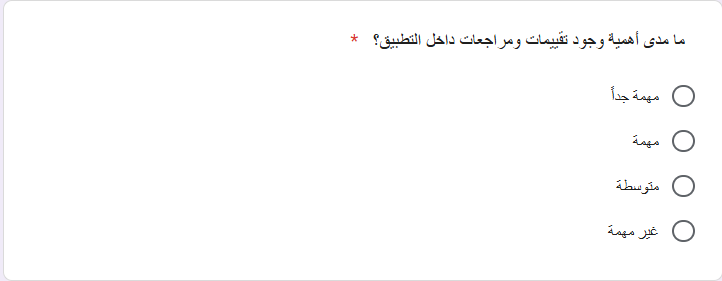 ما مدى أهمية وجود تقييمات ومراجعات داخل التطبيق؟ *
مهمة جداً
مهمة
متوسطة
غير مهمة